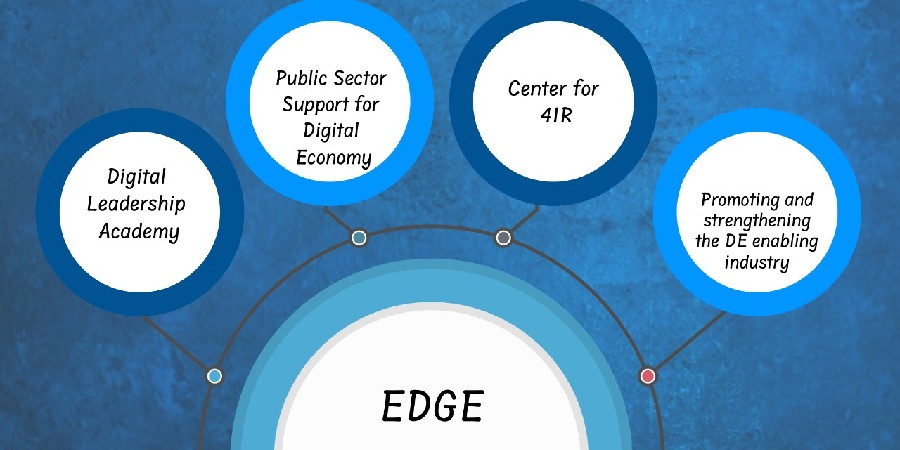 Digital
Leadership
Academy
Public Sector
Support for
Digital
Economy
Center for
4IR
Promoting and
strengthening
the DE enabling
industry
EDGE